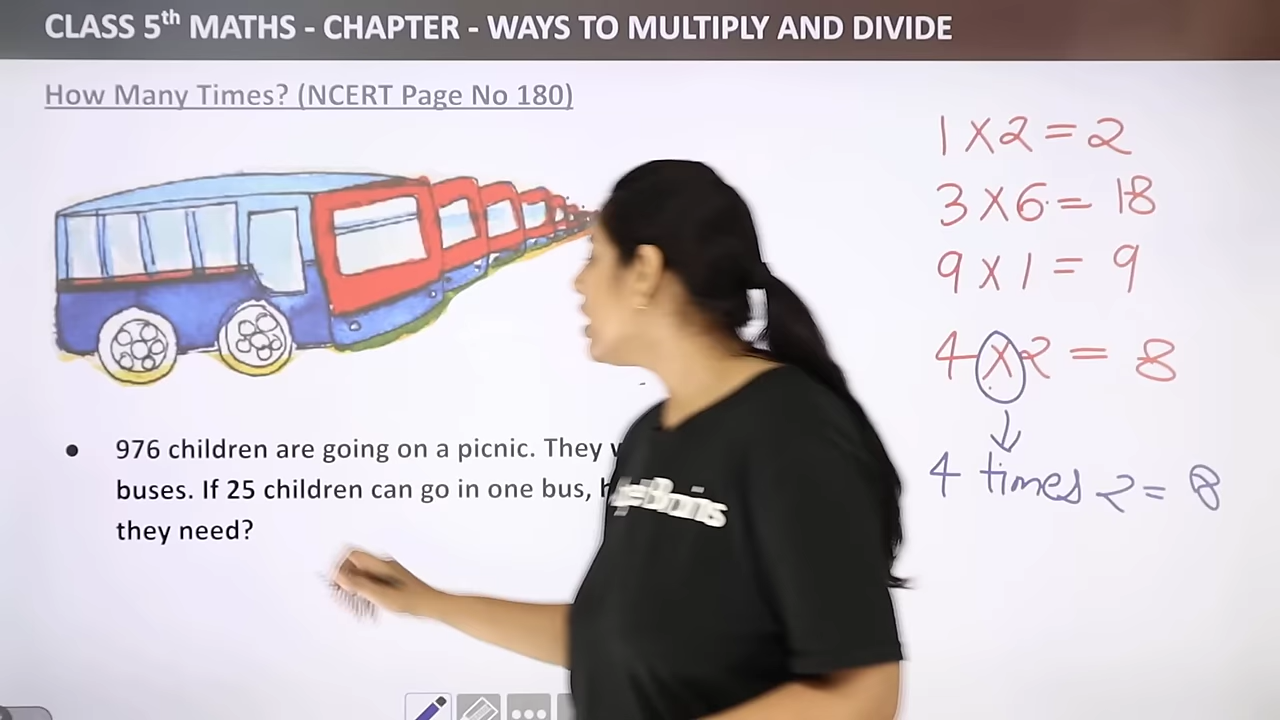 CLASS 5th MATHS - CHAPTER - WAYS TO MULTIPLY AND DIVIDE
How Many Times? (NCERT Page No 180)
976 children are going on a picnic. They
buses. If 25 children can go in one bus,
they need?
1 X 2 = 2
3 X 6 = 18
9 X 1 = 9
4 X 2 = 8
4 times 2 = 8